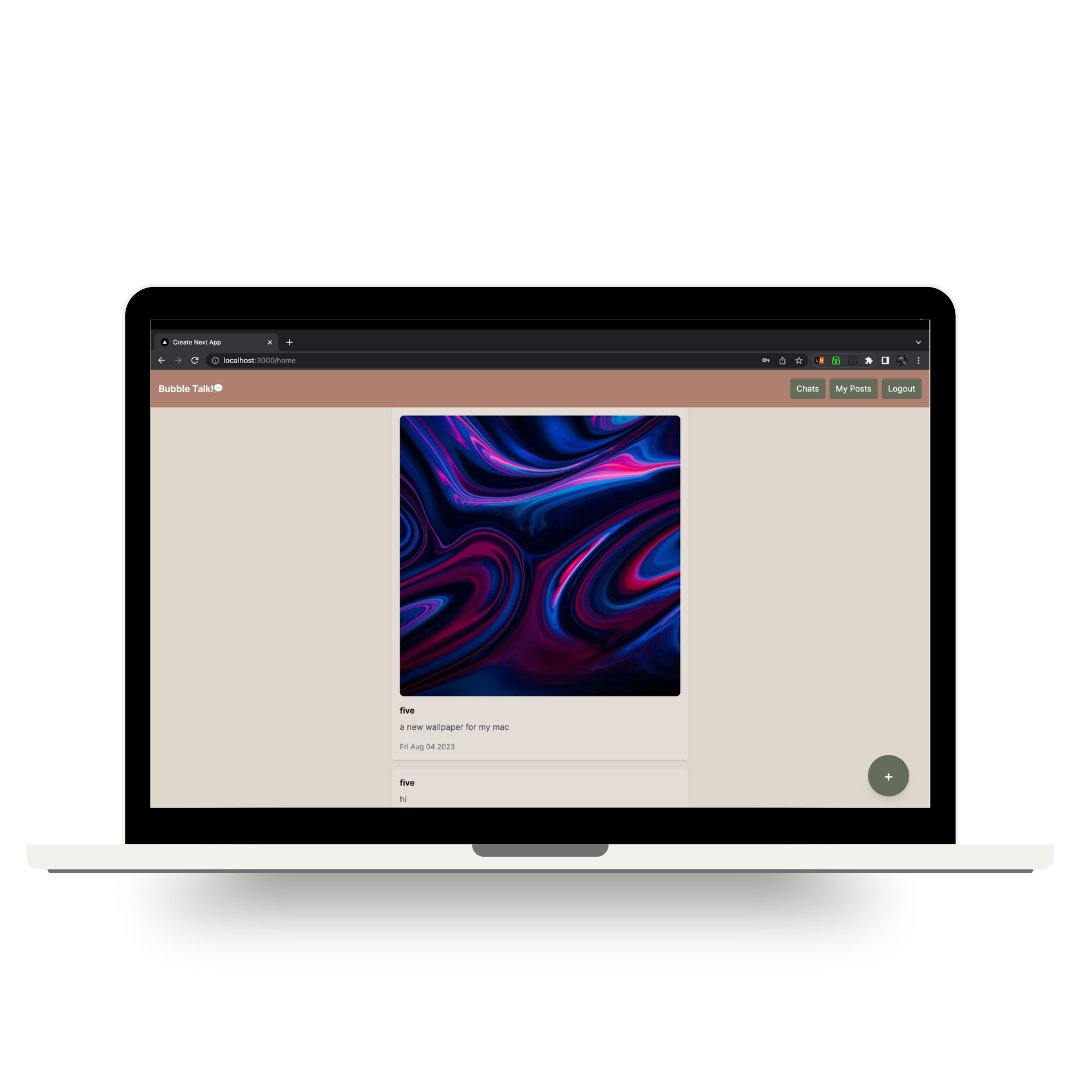 Create Next App
localhost:3000/home
Bubble Talk!💬
Chats
My Posts
Logout
five
a new wallpaper for my mac
Fri Aug 04 2023
five
hi